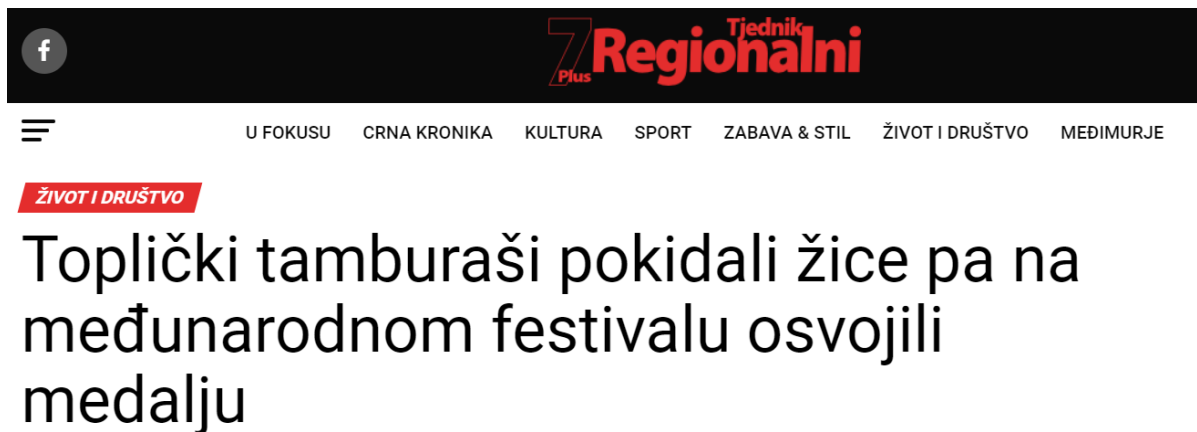 f
7 Plus Regionalni Tjednik
U FOKUSU CRNA KRONIKA KULTURA SPORT ZABAVA & STIL ŽIVOT I DRUŠTVO MEĐIMURJE
ŽIVOT I DRUŠTVO
Toplički tamburaši pokidali žice pa na
međunarodnom festivalu osvojili
medalju